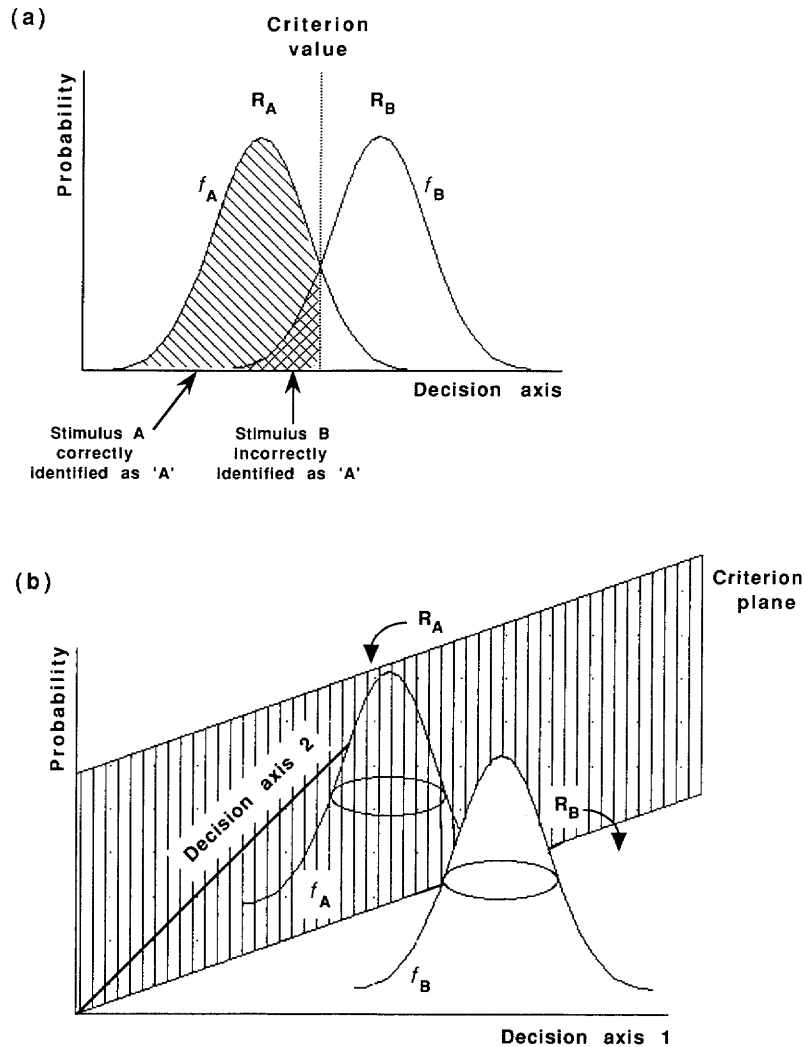 (a)
Criterion
value
Probability
R_A
R_B
f_A
f_B
Decision axis
Stimulus A
correctly
identified as 'A'
Stimulus B
incorrectly
identified as 'A'
(b)
Criterion
plane
R_A
Probability
Decision axis 2
R_B
f_A
f_B
Decision axis 1